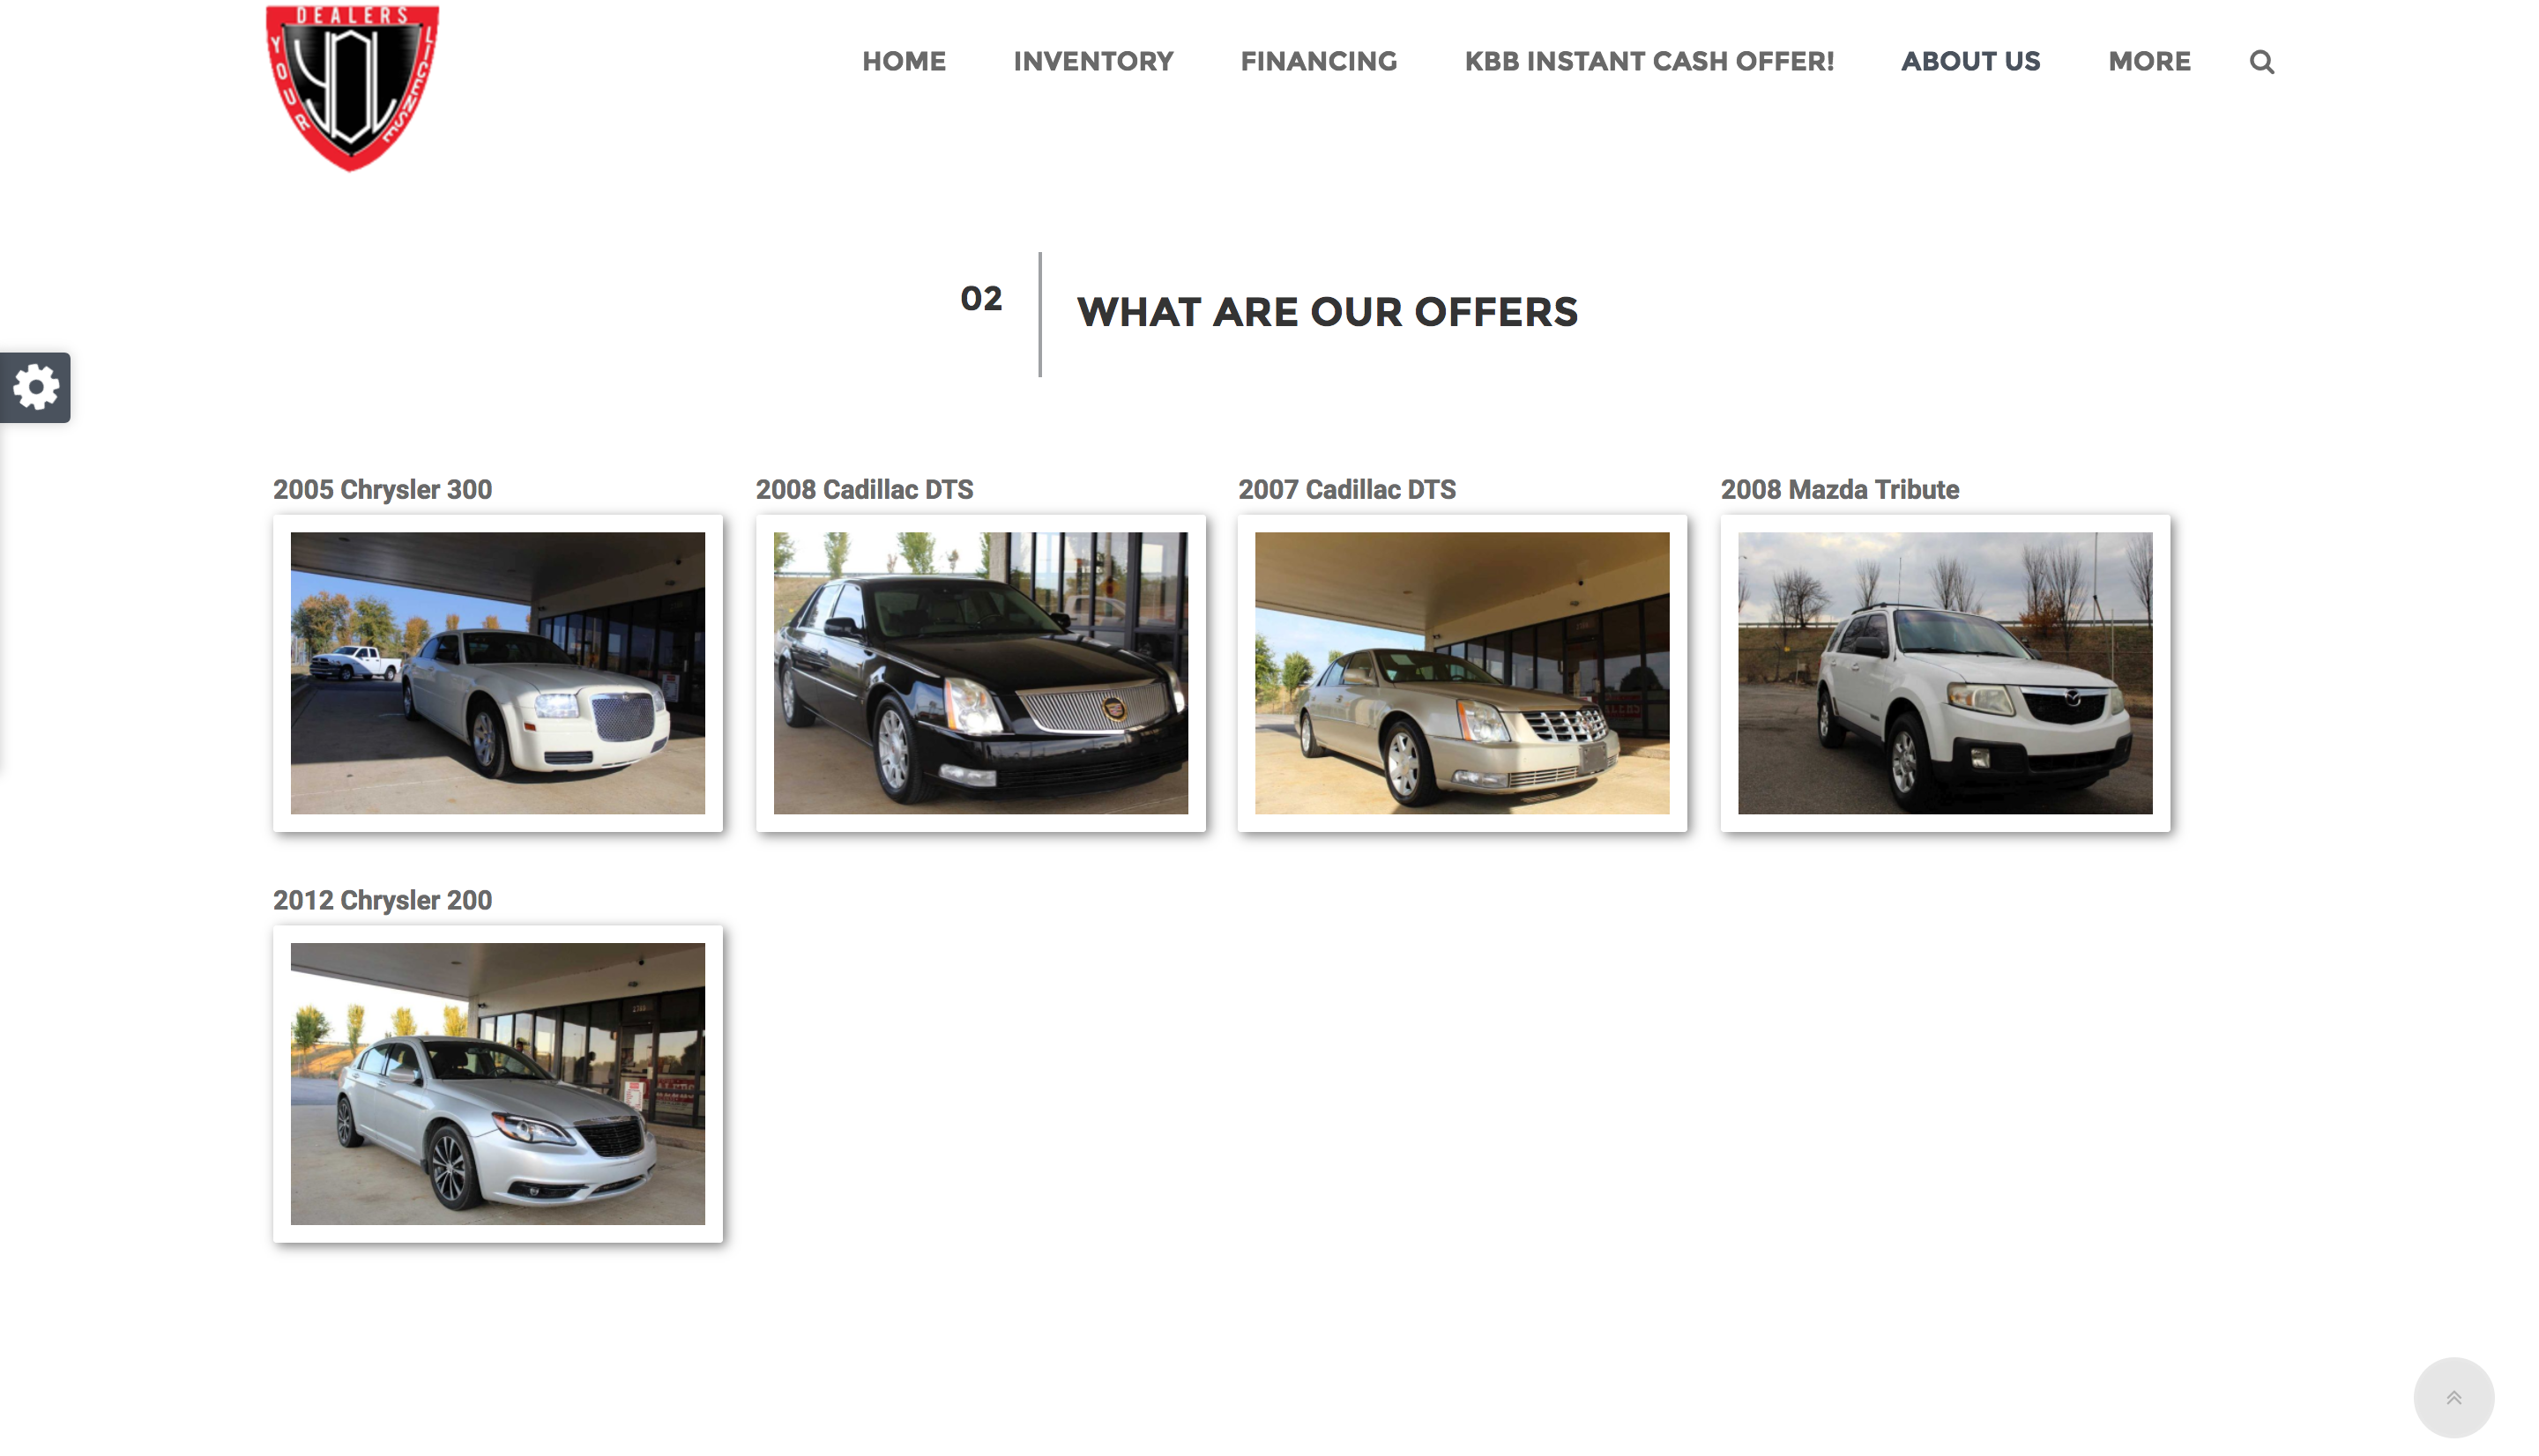 DEALERS
YOUR
LICENSE
YDL
HOME INVENTORY FINANCING KBB INSTANT CASH OFFER! ABOUT US MORE
02
WHAT ARE OUR OFFERS
2005 Chrysler 300 2008 Cadillac DTS 2007 Cadillac DTS 2008 Mazda Tribute
2012 Chrysler 200